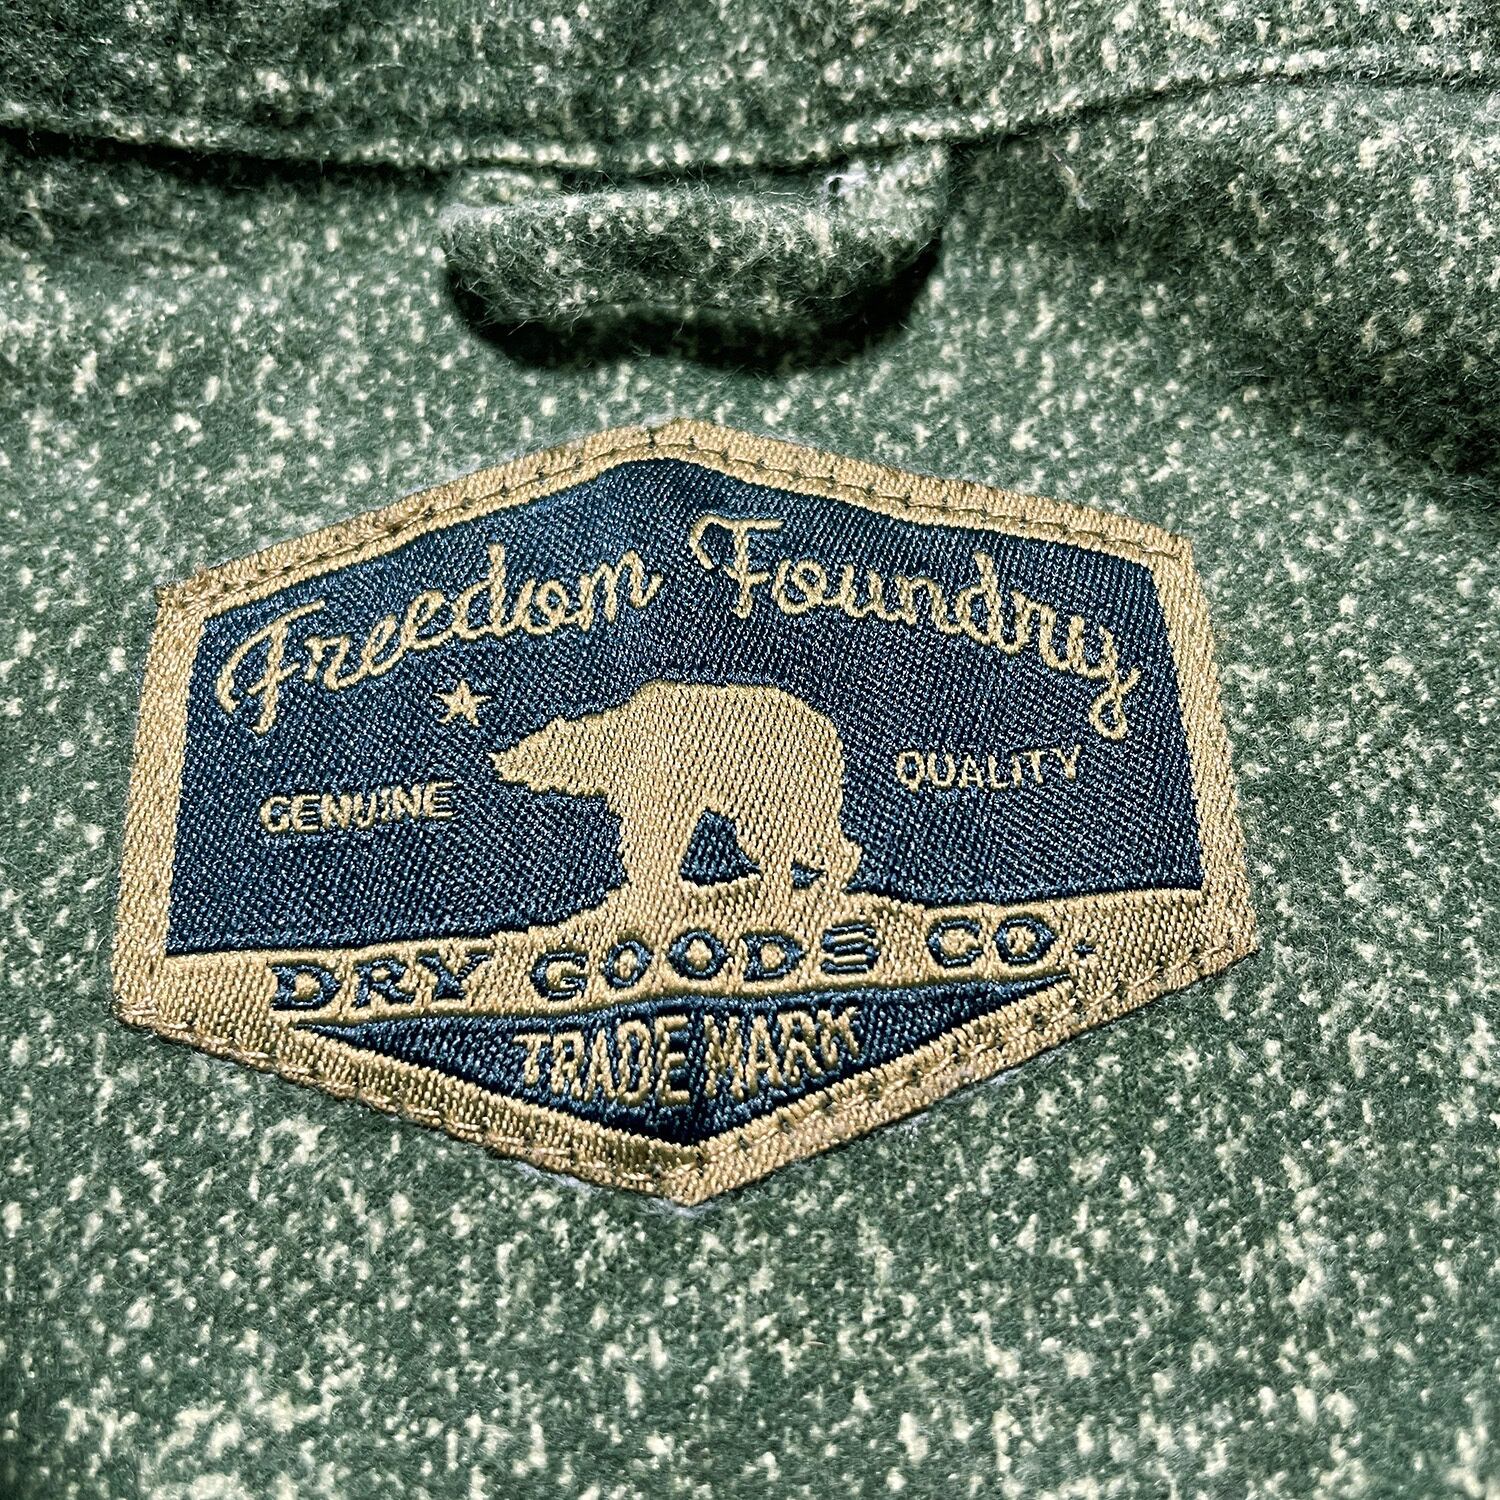 Freedom Foundry
GENUINE QUALITY
DRY GOODS CO.
TRADE MARK